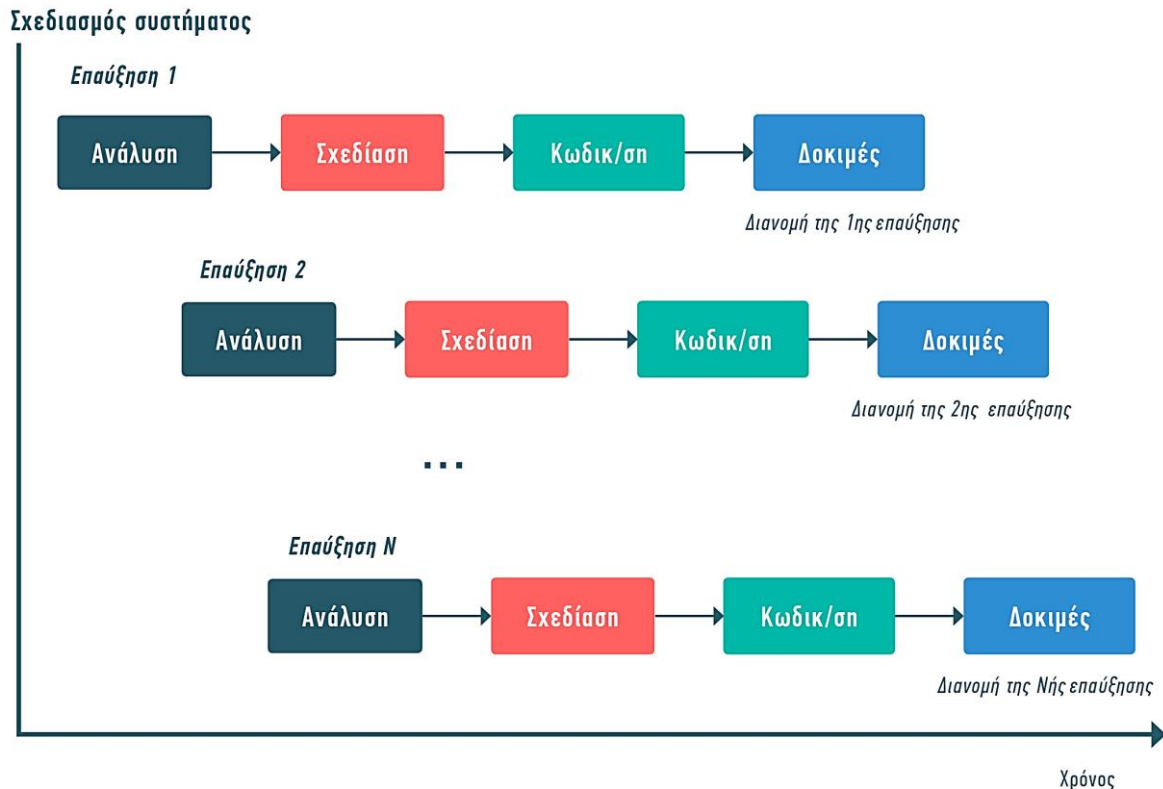 Σχεδιασμός συστήματος
Επαύξηση 1
Ανάλυση
Σχεδίαση
Κωδικ/ση
Δοκιμές
Διανομή της 1ης επαύξησης
Επαύξηση 2
Ανάλυση
Σχεδίαση
Κωδικ/ση
Δοκιμές
Διανομή της 2ης επαύξησης
...
Επαύξηση Ν
Ανάλυση
Σχεδίαση
Κωδικ/ση
Δοκιμές
Διανομή της Νής επαύξησης
Χρόνος